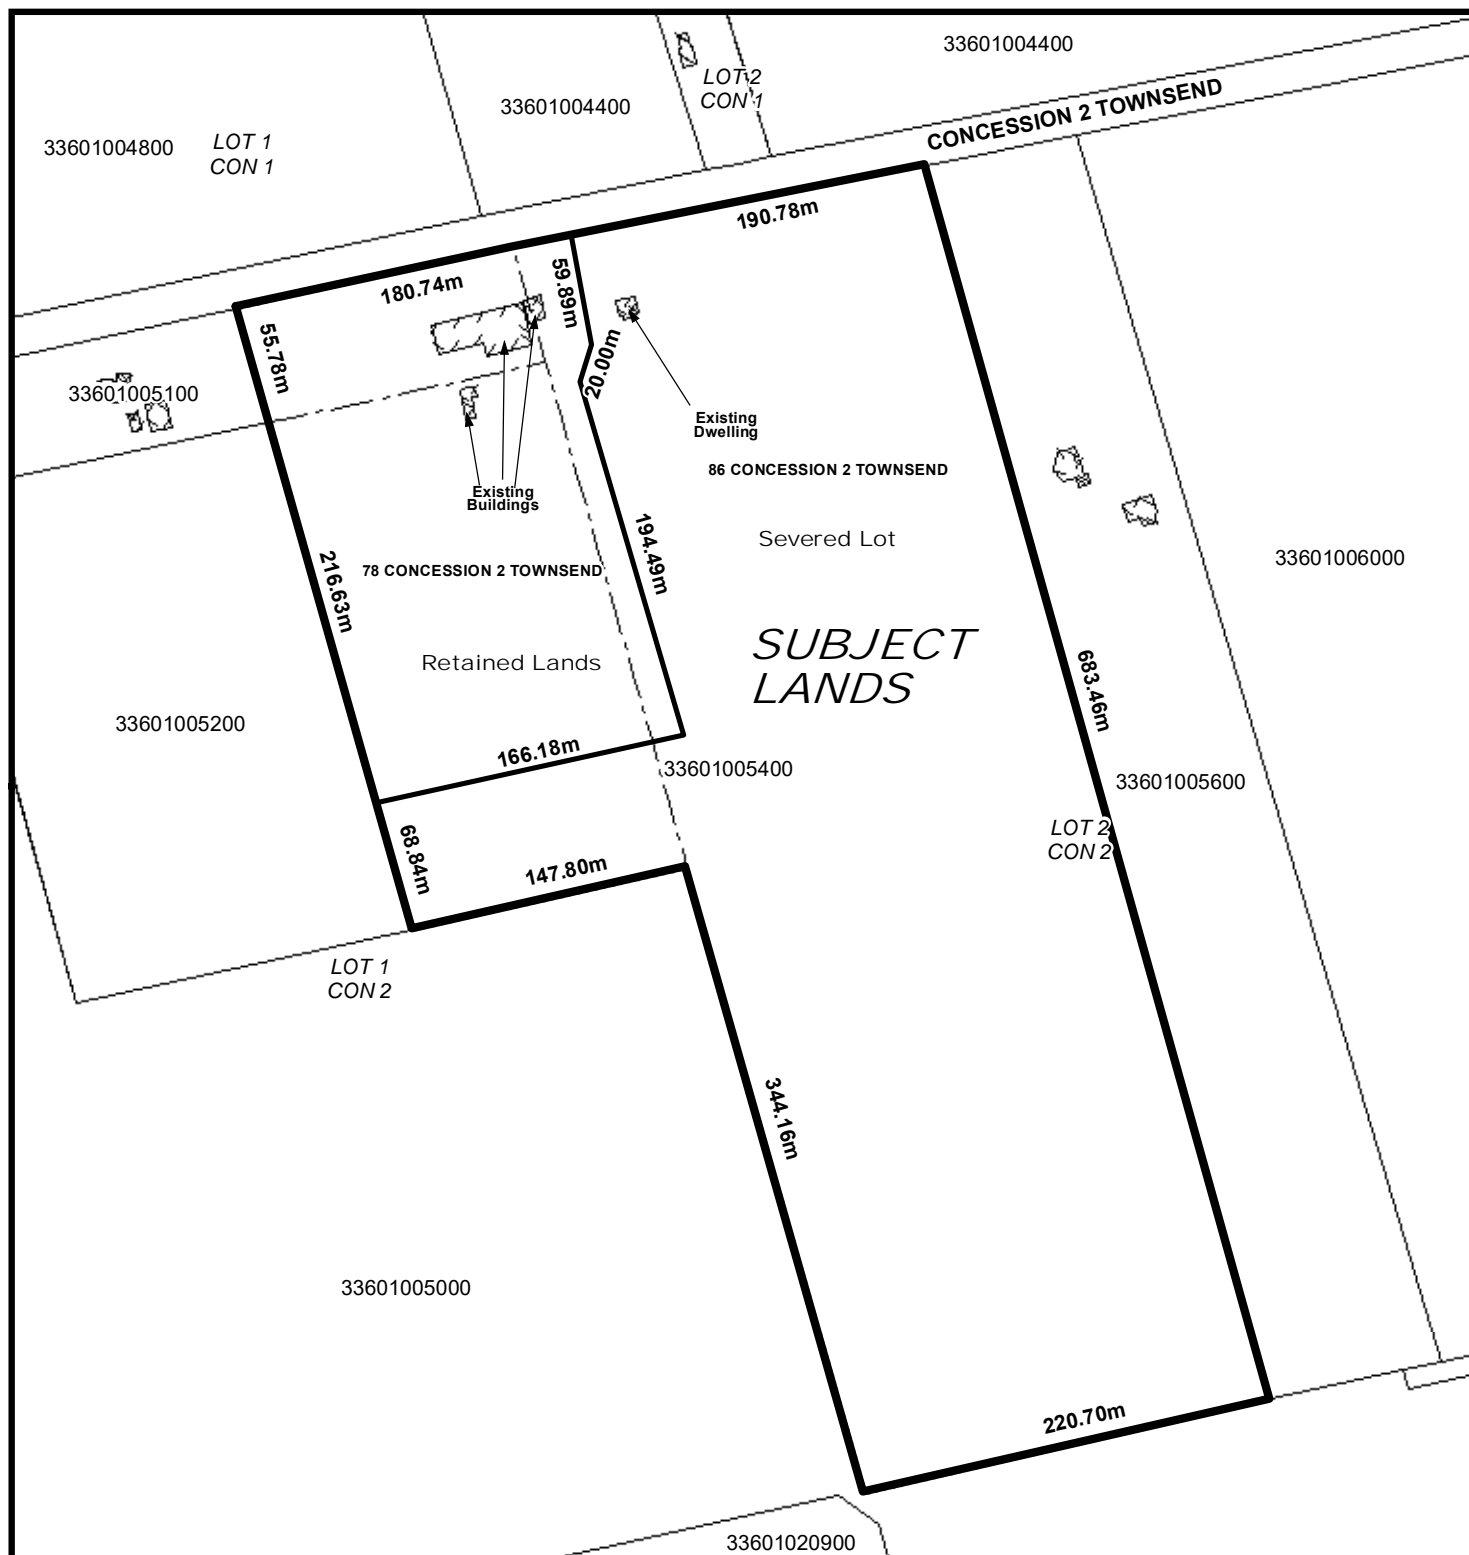 33601004400
LOT 2
CON 1
33601004400
CONCESSION 2 TOWNSEND
33601004800
LOT 1
CON 1
190.78m
180.74m
59.89m
55.78m
20.00m
33601005100
Existing
Dwelling
86 CONCESSION 2 TOWNSEND
Existing
Buildings
194.49m
Severed Lot
216.63m
78 CONCESSION 2 TOWNSEND
33601006000
Retained Lands
SUBJECT
LANDS
683.46m
33601005200
166.18m
33601005400
33601005600
LOT 2
CON 2
68.84m
147.80m
LOT 1
CON 2
344.16m
33601005000
220.70m
33601020900